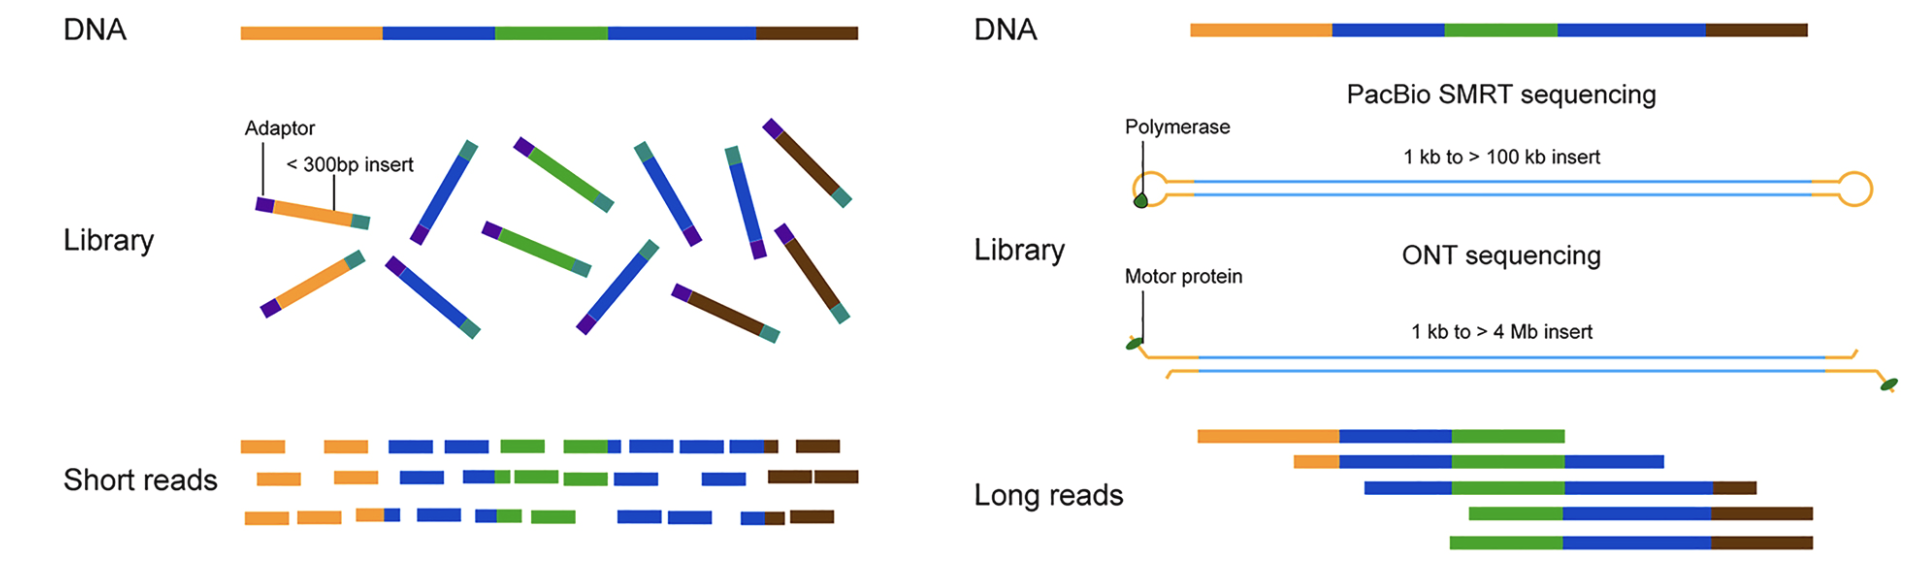 DNA
Adaptor
< 300bp insert
Library
Short reads
DNA
PacBio SMRT sequencing
Polymerase
1 kb to > 100 kb insert
Library
ONT sequencing
Motor protein
1 kb to > 4 Mb insert
Long reads